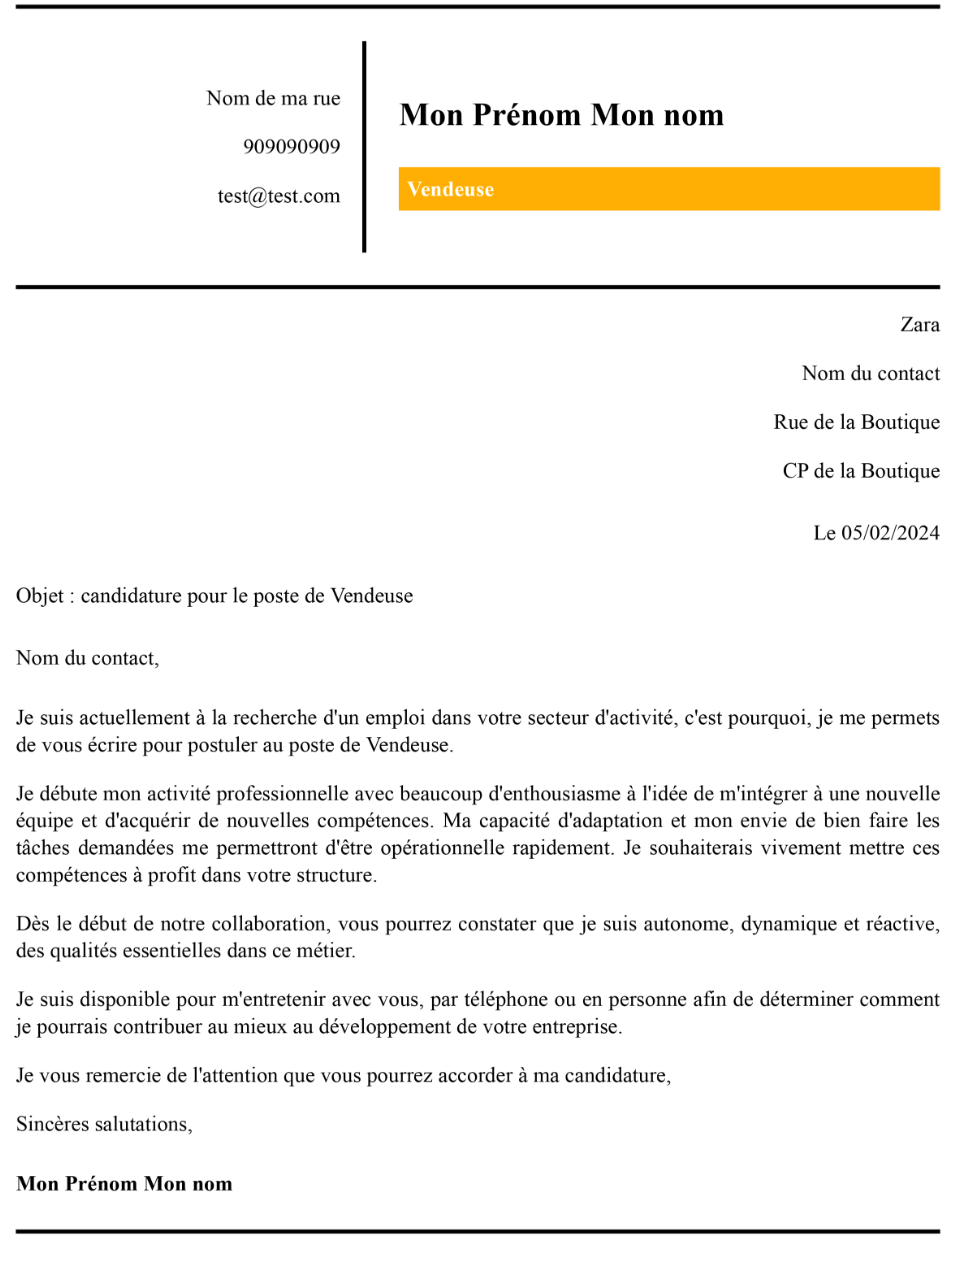 Nom de ma rue
909090909
test@test.com
Mon Prénom Mon nom
Vendeuse
Zara
Nom du contact
Rue de la Boutique
CP de la Boutique
Le 05/02/2024
Objet : candidature pour le poste de Vendeuse
Nom du contact,
Je suis actuellement à la recherche d'un emploi dans votre secteur d'activité, c'est pourquoi, je me permets
de vous écrire pour postuler au poste de Vendeuse.
Je débute mon activité professionnelle avec beaucoup d'enthousiasme à l'idée de m'intégrer à une nouvelle
équipe et d'acquérir de nouvelles compétences. Ma capacité d'adaptation et mon envie de bien faire les
tâches demandées me permettront d'être opérationnelle rapidement. Je souhaiterais vivement mettre ces
compétences à profit dans votre structure.
Dès le début de notre collaboration, vous pourrez constater que je suis autonome, dynamique et réactive,
des qualités essentielles dans ce métier.
Je suis disponible pour m'entretenir avec vous, par téléphone ou en personne afin de déterminer comment
je pourrais contribuer au mieux au développement de votre entreprise.
Je vous remercie de l'attention que vous pourrez accorder à ma candidature,
Sincères salutations,
Mon Prénom Mon nom